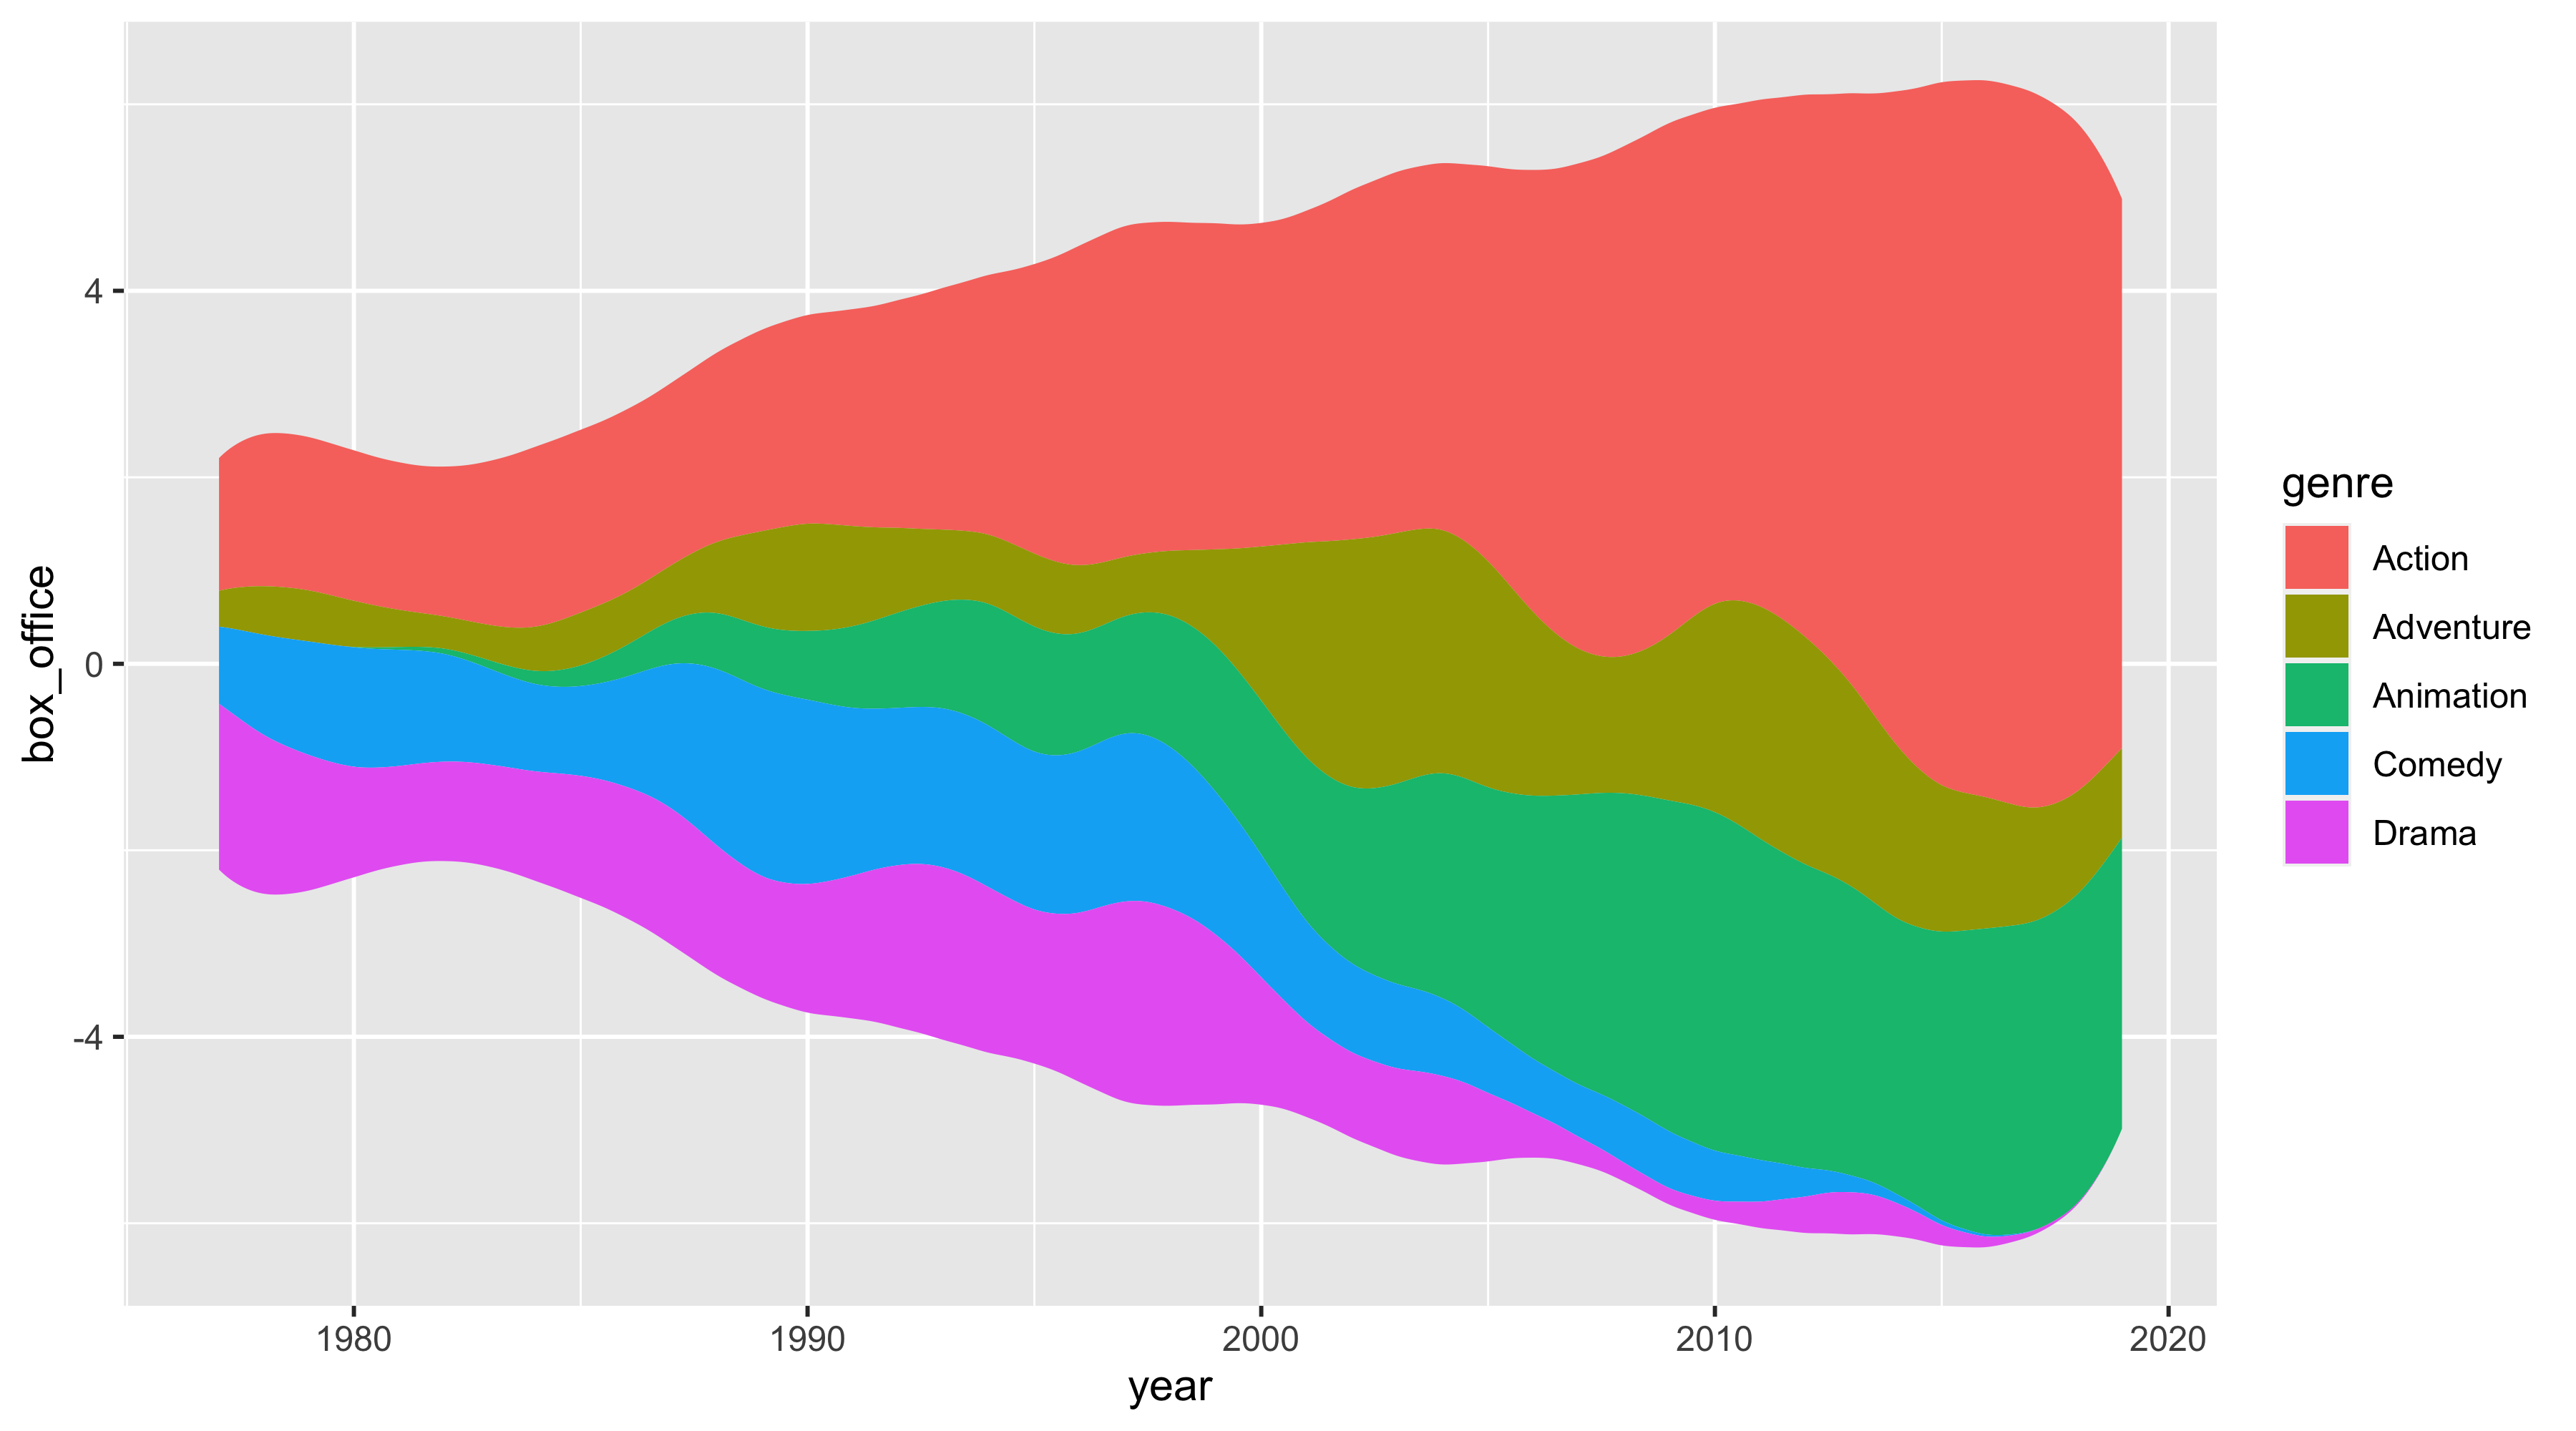 box_office
4
0
-4
1980
1990
2000
2010
2020
year
genre
Action
Adventure
Animation
Comedy
Drama